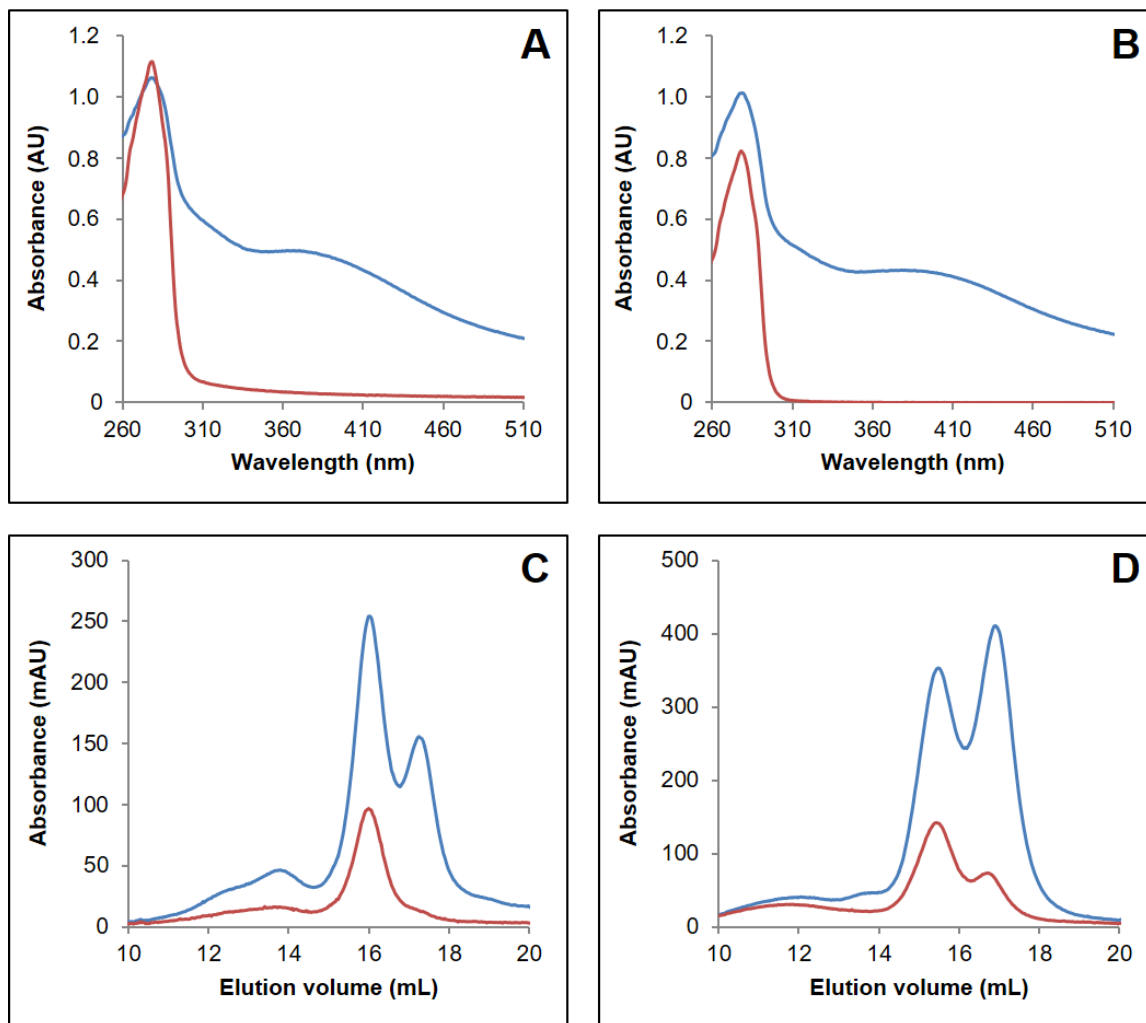 A
1.2
1.0
0.8
0.6
0.4
0.2
0
260 310 360 410 460 510
Absorbance (AU)
Wavelength (nm)
B
1.2
1.0
0.8
0.6
0.4
0.2
0
260 310 360 410 460 510
Absorbance (AU)
Wavelength (nm)
C
300
250
200
150
100
50
0
10 12 14 16 18 20
Absorbance (mAU)
Elution volume (mL)
D
500
400
300
200
100
0
10 12 14 16 18 20
Absorbance (mAU)
Elution volume (mL)